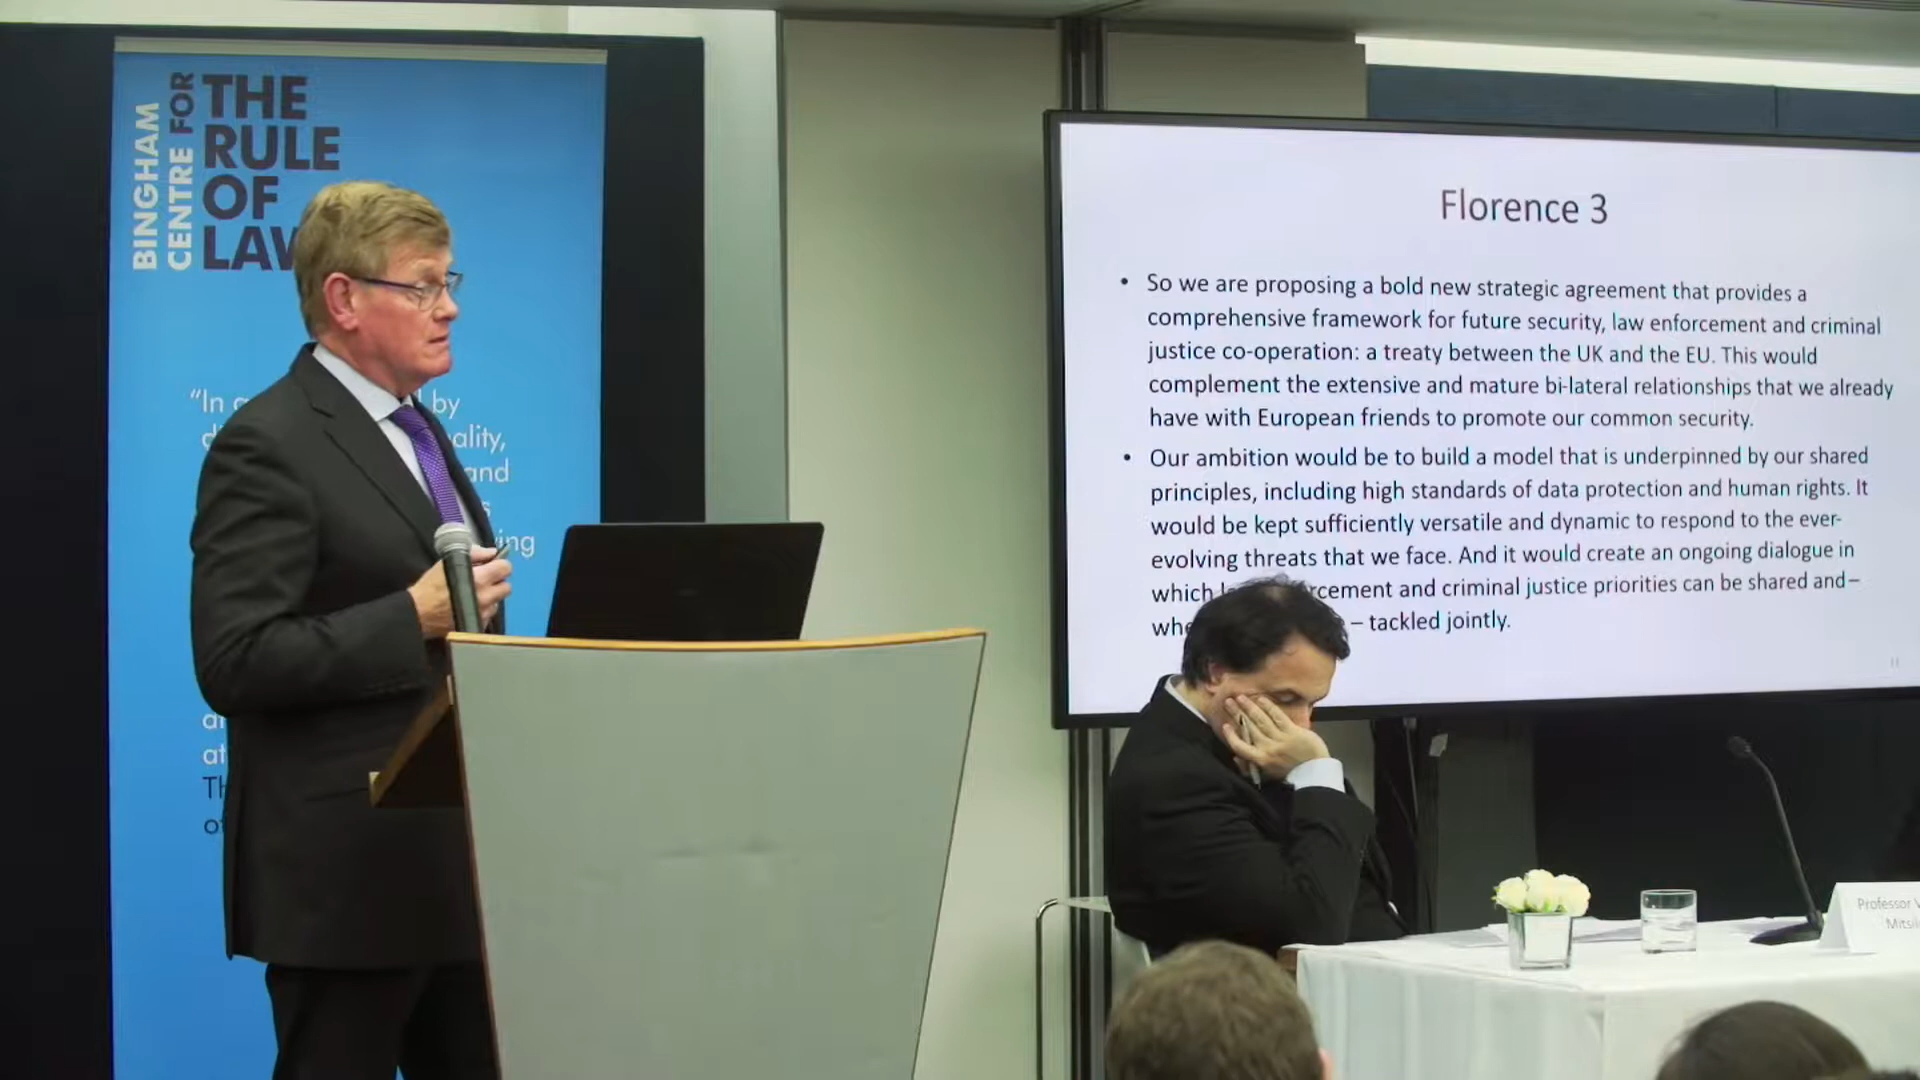 BINGHAM
CENTRE FOR
THE
RULE
OF
LAW
“In by
ality,
and
Florence 3
• So we are proposing a bold new strategic agreement that provides a
comprehensive framework for future security, law enforcement and criminal
justice co-operation: a treaty between the UK and the EU. This would
complement the extensive and mature bi-lateral relationships that we already
have with European friends to promote our common security.
• Our ambition would be to build a model that is underpinned by our shared
principles, including high standards of data protection and human rights. It
would be kept sufficiently versatile and dynamic to respond to the ever-
evolving threats that we face. And it would create an ongoing dialogue in
which rcement and criminal justice priorities can be shared and–
– tackled jointly.
11
Professor V
Mitsil